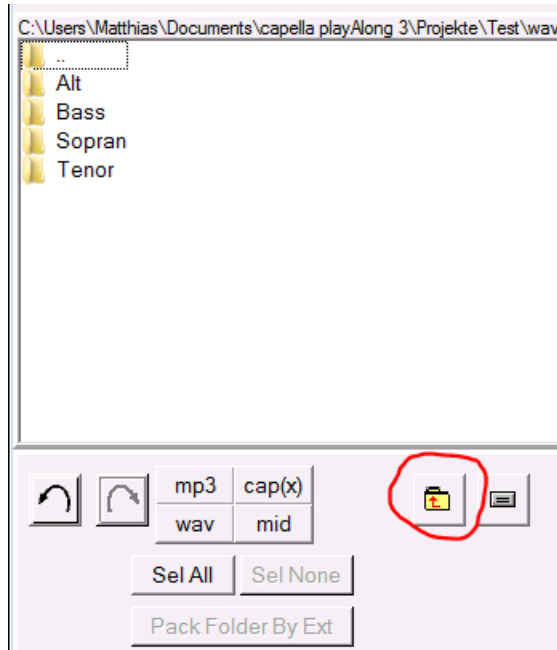 C:\Users\Matthias\Documents\capella playAlong 3\Projekte\Test\wav
..
Alt
Bass
Sopran
Tenor
mp3 cap(x)
wav mid
Sel All Sel None
Pack Folder By Ext